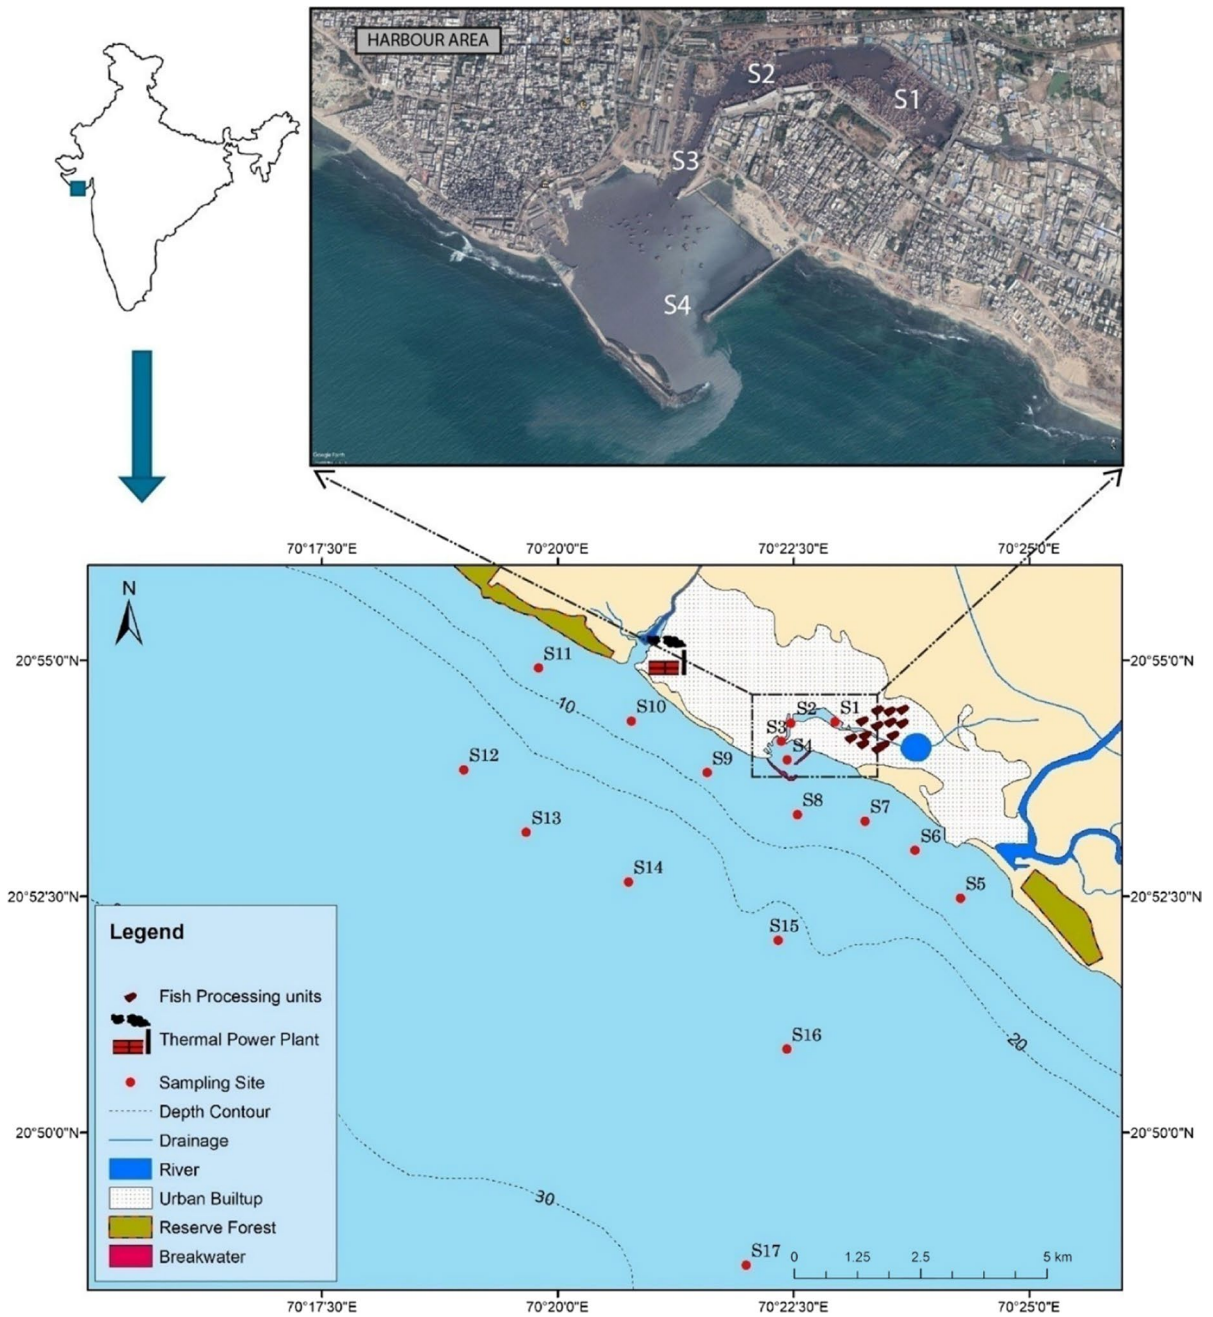 HARBOUR AREA
S2
S1
S3
S4
Google Earth
70°17'30"E
70°20'0"E
70°22'30"E
70°25'0"E
N
20°55'0"N
20°55'0"N
S11
S10
10
S2
S1
S3
S4
S12
S9
S13
S8
S7
S6
S14
S5
20°52'30"N
20°52'30"N
S15
S16
20
Legend
Fish Processing units
Thermal Power Plant
Sampling Site
Depth Contour
Drainage
River
Urban Builtup
Reserve Forest
Breakwater
20°50'0"N
20°50'0"N
30
S17
0 1.25 2.5 5 km
70°17'30"E
70°20'0"E
70°22'30"E
70°25'0"E